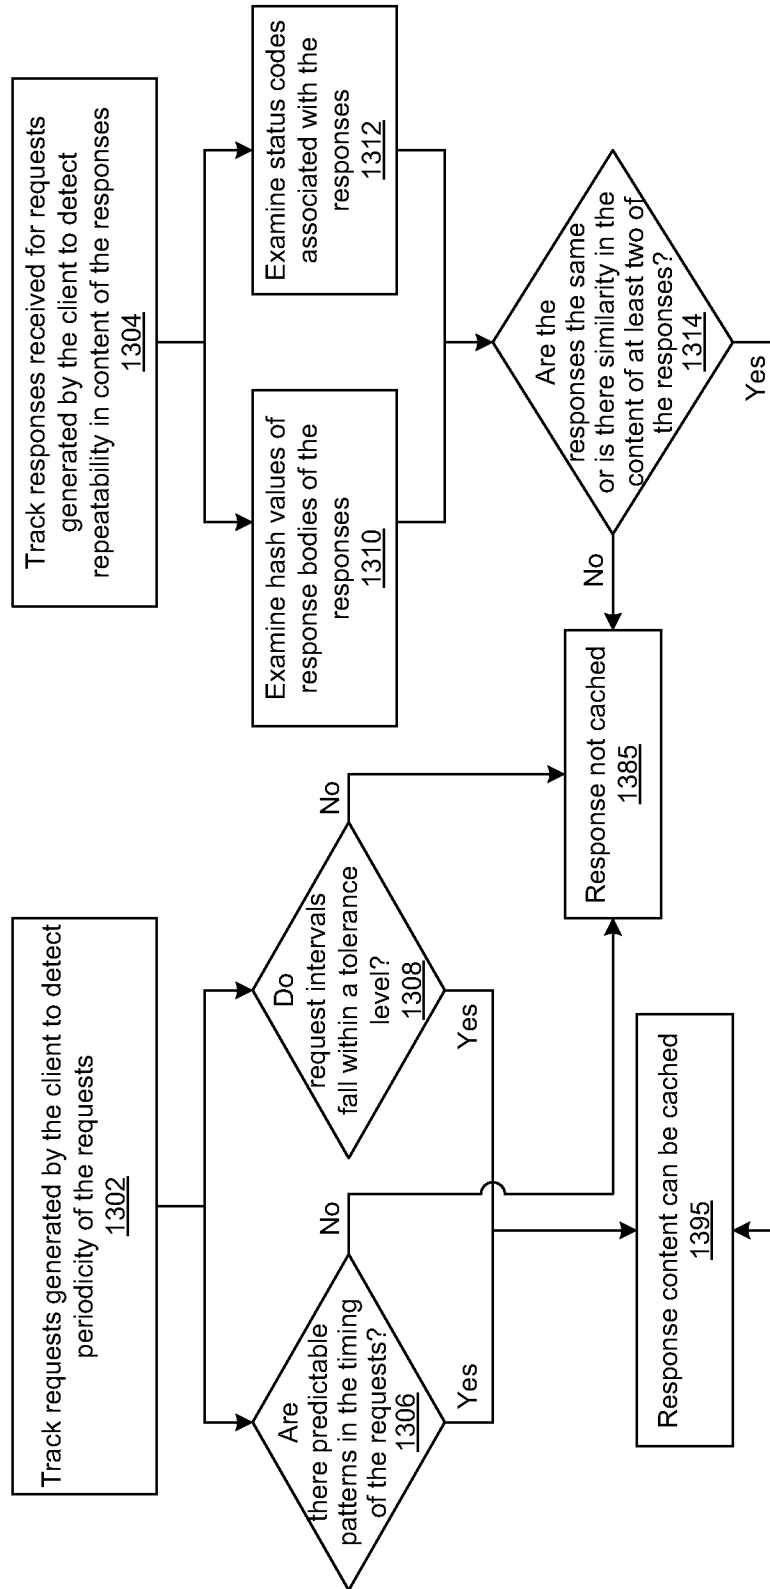 Track requests generated by the client to detect
periodicity of the requests
1302
Are
there predictable
patterns in the timing
of the requests?
1306
No
Yes
Do
request intervals
fall within a tolerance
level?
1308
No
Yes
Response content can be cached
1395
Response not cached
1385
Track responses received for requests
generated by the client to detect
repeatability in content of the responses
1304
Examine hash values of
response bodies of the
responses
1310
Examine status codes
associated with the
responses
1312
Are the
responses the same
or is there similarity in the
content of at least two of
the responses?
1314
No
Yes